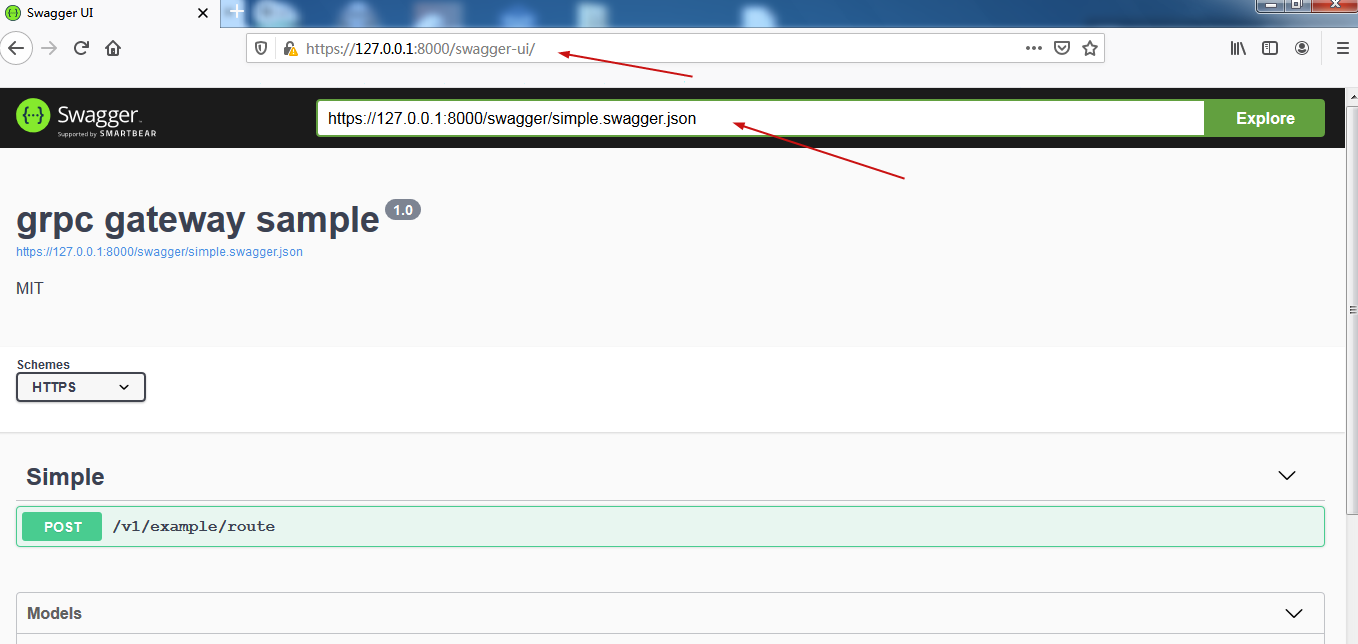 Swagger UI
https://127.0.0.1:8000/swagger-ui/
Swagger
Supported by SMARTBEAR
https://127.0.0.1:8000/swagger/simple.swagger.json
Explore
grpc gateway sample 1.0
https://127.0.0.1:8000/swagger/simple.swagger.json
MIT
Schemes
HTTPS
Simple
POST /v1/example/route
Models